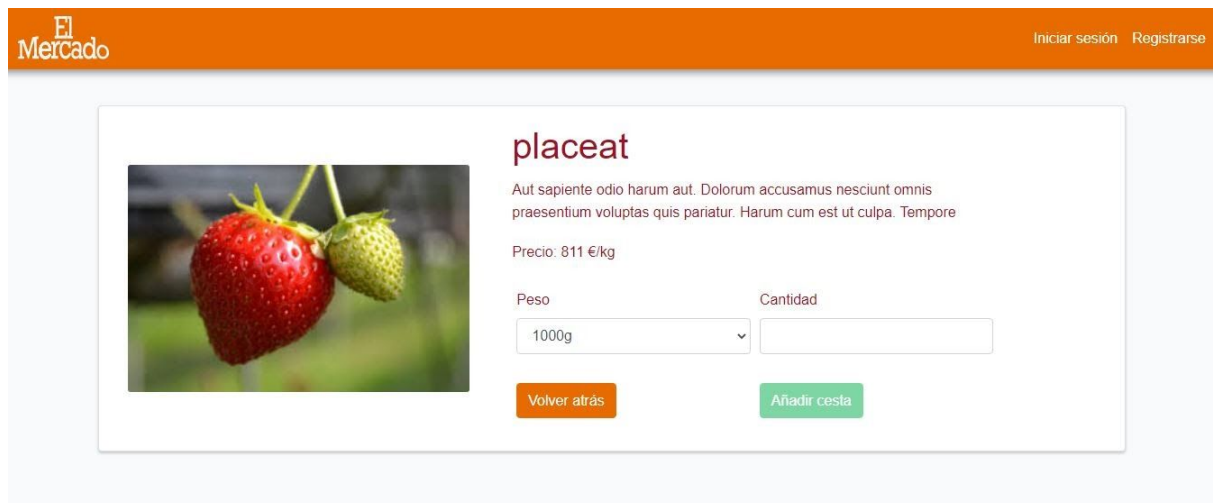 El
Mercado
Iniciar sesión Registrarse
placeat
Aut sapiente odio harum aut. Dolorum accusamus nesciunt omnis
praesentium voluptas quis pariatur. Harum cum est ut culpa. Tempore
Precio: 811 €/kg
Peso Cantidad
1000g
Volver atrás Añadir cesta